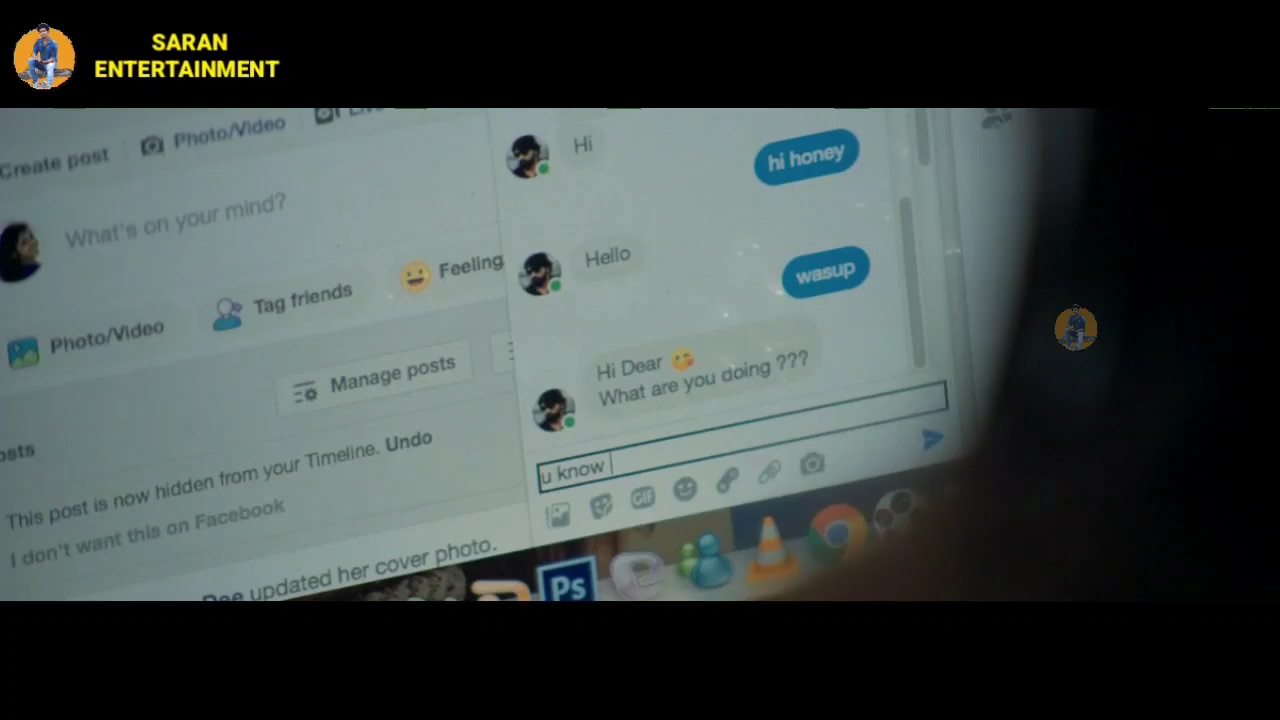 SARAN
ENTERTAINMENT
Create post
Photo/Video
What's on your mind?
Photo/Video
Tag friends
Feeling
Manage posts
This post is now hidden from your Timeline. Undo
I don't want this on Facebook
updated her cover photo.
Hi
hi honey
Hello
wasup
Hi Dear 😘
What are you doing ???
u know
GIF
Ps